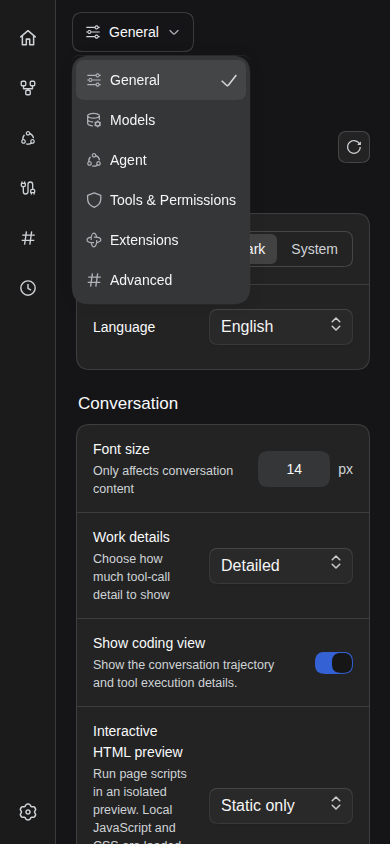 General
General
Models
Agent
Tools & Permissions
Extensions
Advanced
System
Language
English
Conversation
Font size
Only affects conversation
content
14
px
Work details
Choose how
much tool-call
detail to show
Detailed
Show coding view
Show the conversation trajectory
and tool execution details.
Interactive
HTML preview
Run page scripts
in an isolated
preview. Local
JavaScript and
Static only